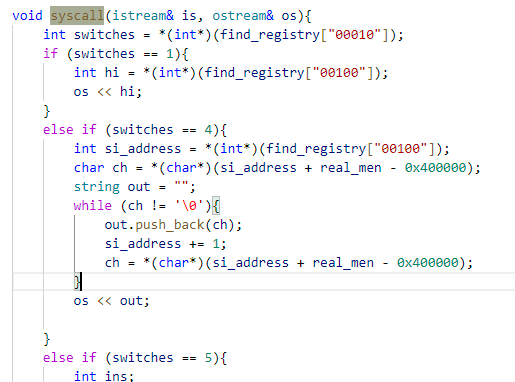 void syscall(istream& is, ostream& os){
int switches = *(int*)(find_registry["00010"]);
if (switches == 1){
int hi = *(int*)(find_registry["00100"]);
os << hi;
}
else if (switches == 4){
int si_address = *(int*)(find_registry["00100"]);
char ch = *(char*)(si_address + real_men - 0x400000);
string out = "";
while (ch != '\0'){
out.push_back(ch);
si_address += 1;
ch = *(char*)(si_address + real_men - 0x400000);
}
os << out;
}
else if (switches == 5){
int ins;